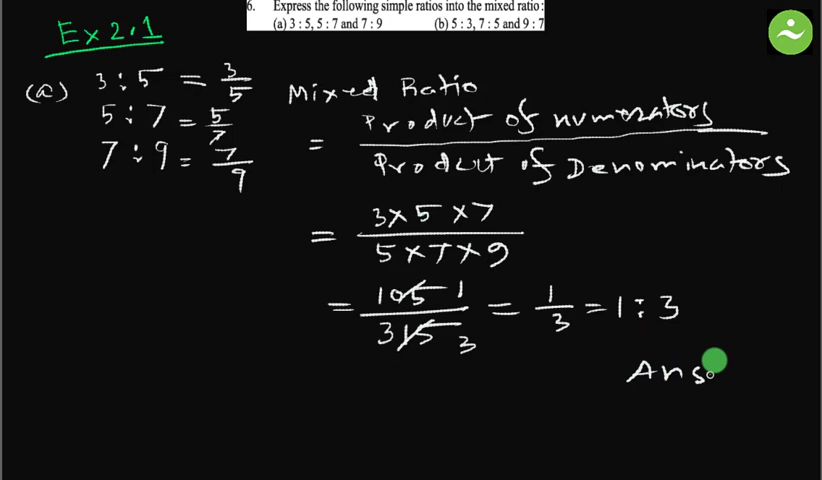 6. Express the following simple ratios into the mixed ratio:
(a) 3 : 5, 5 : 7 and 7 : 9 (b) 5 : 3, 7 : 5 and 9 : 7
Ex 2.1
(a) 3 : 5 = 3/5
5 : 7 = 5/7
7 : 9 = 7/9
Mixed Ratio
= Product of numerators / Product of Denominators
= 3 × 5 × 7 / 5 × 7 × 9
= 105 1 / 315 3 = 1/3 = 1 : 3
Ans